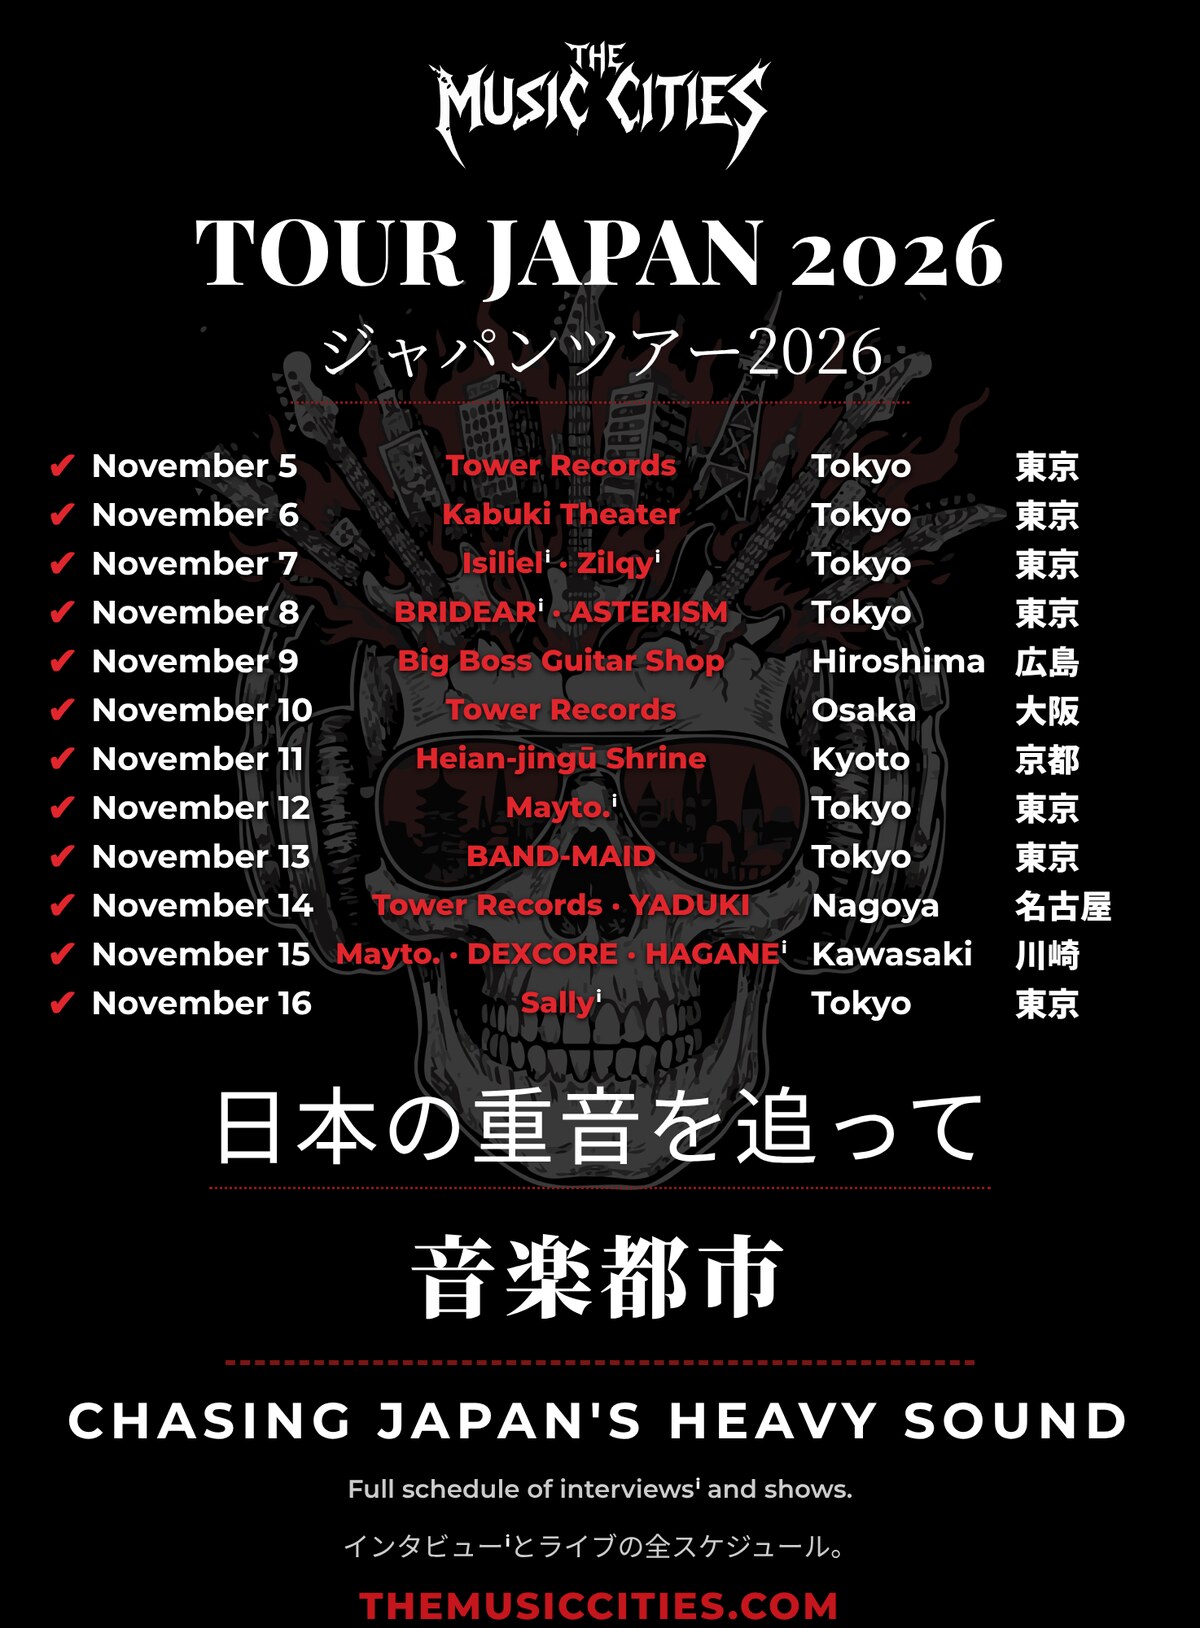 THE
MUSIC CITIES
TOUR JAPAN 2026
ジャパンツアー2026
✔ November 5 Tower Records Tokyo 東京
✔ November 6 Kabuki Theater Tokyo 東京
✔ November 7 Isilielⁱ · Zilqyⁱ Tokyo 東京
✔ November 8 BRIDEARⁱ · ASTERISM Tokyo 東京
✔ November 9 Big Boss Guitar Shop Hiroshima 広島
✔ November 10 Tower Records Osaka 大阪
✔ November 11 Heian-jingū Shrine Kyoto 京都
✔ November 12 Mayto.ⁱ Tokyo 東京
✔ November 13 BAND-MAID Tokyo 東京
✔ November 14 Tower Records · YADUKI Nagoya 名古屋
✔ November 15 Mayto. · DEXCORE · HAGANEⁱ Kawasaki 川崎
✔ November 16 Sallyⁱ Tokyo 東京
日本の重音を追って
音楽都市
CHASING JAPAN'S HEAVY SOUND
Full schedule of interviewsⁱ and shows.
インタビューⁱとライブの全スケジュール。
THEMUSICCITIES.COM